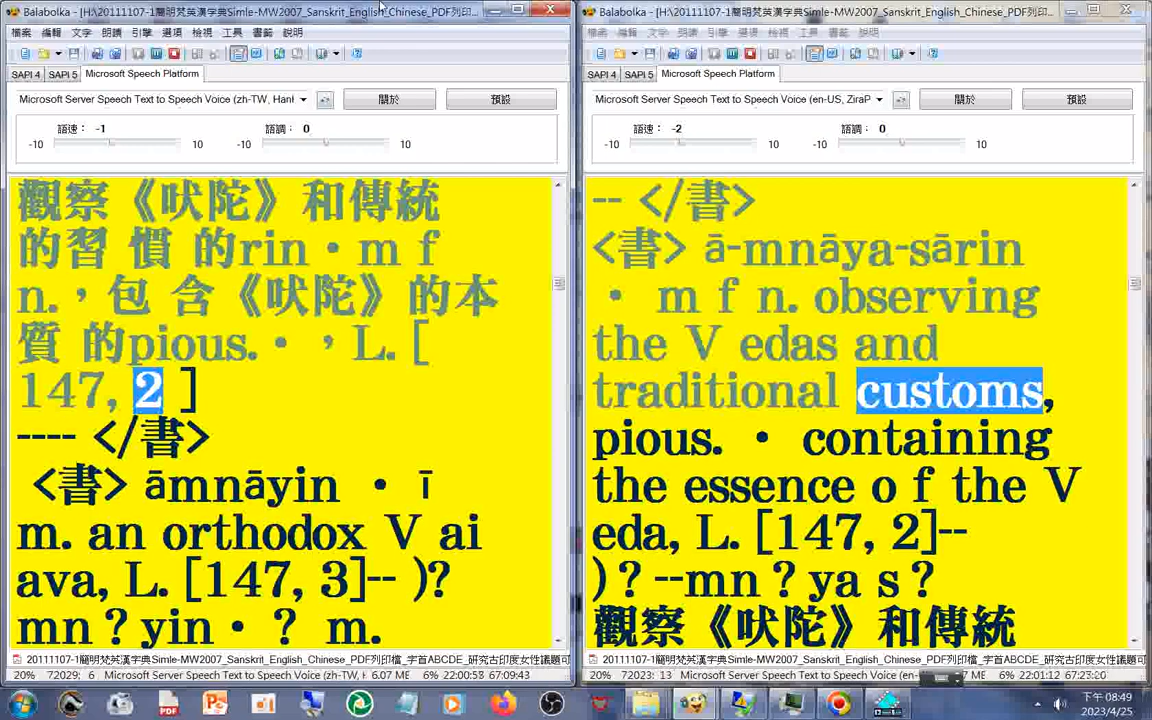 Balabolka - [H:\20111107-1簡明梵英漢字典Simle-MW2007_Sanskrit_English_Chinese_PDF列印...
檔案 編輯 文字 朗讀 引擎 選項 檢視 工具 書籤 說明
SAPI 4 SAPI 5 Microsoft Speech Platform
Microsoft Server Speech Text to Speech Voice (zh-TW, Hanl
關於 預設
語速： -1 語調： 0
-10 10 -10 10
觀察《吠陀》和傳統
的習 慣 的rin・m f
n.，包 含《吠陀》的本
質 的pious.・，L. [
147, 2 ]
---- </書>
<書> āmnāyin ・ ī
m. an orthodox V ai
ava, L. [147, 3]-- )?
mn ? yin・ ? m.
20111107-1簡明梵英漢字典Simle-MW2007_Sanskrit_English_Chinese_PDF列印檔_字首ABCDE_研究古印度女性議題可
20% 72029; 6 Microsoft Server Speech Text to Speech Voice (zh-TW, H 6.07 ME 6% 22:00:53 67:09:43
Balabolka - [H:\20111107-1簡明梵英漢字典Simle-MW2007_Sanskrit_English_Chinese_PDF列印...
檔案 編輯 文字 朗讀 引擎 選項 檢視 工具 書籤 說明
SAPI 4 SAPI 5 Microsoft Speech Platform
Microsoft Server Speech Text to Speech Voice (en-US, ZiraP
關於 預設
語速： -2 語調： 0
-10 10 -10 10
-- </書>
<書> ā-mnāya-sārin
・ m f n. observing
the V edas and
traditional customs,
pious. ・ containing
the essence o f the V
eda, L. [147, 2]--
) ? --mn ? ya s ?
觀察《吠陀》和傳統
20111107-1簡明梵英漢字典Simle-MW2007_Sanskrit_English_Chinese_PDF列印檔_字首ABCDE_研究古印度女性議題可
20% 72023: 13 Microsoft Server Speech Text to Speech Voice 6% 22:01:12 67:23:20
下午 08:49
2023/4/25